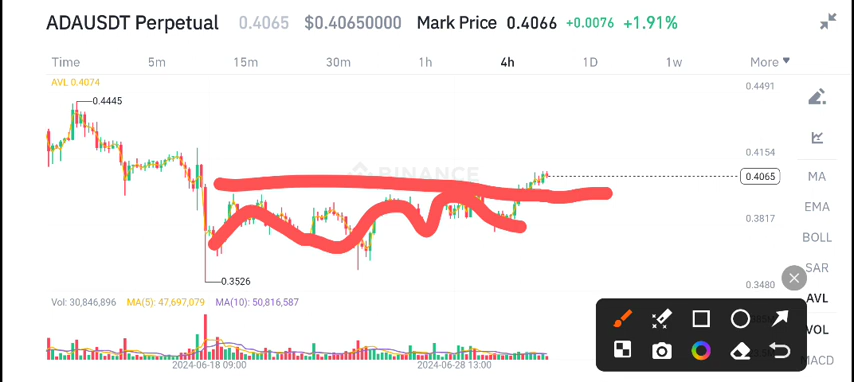 ADAUSDT Perpetual 0.4065 $0.40650000 Mark Price 0.4066 +0.0076 +1.91%
Time 5m 15m 30m 1h 4h 1D 1w More
AVL 0.4074
0.4491
0.4445
0.4154
BINANCE
0.4065
MA
EMA
0.3817
BOLL
SAR
0.3526
0.3480
Vol: 30,846,896 MA(5): 47,697,079 MA(10): 50,816,587
AVL
VOL
MACD
2024-06-18 09:00 2024-06-28 13:00